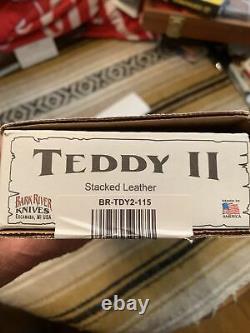 TEDDY II
Stacked Leather
BR-TDY2-115
BARK RIVER
KNIVES
ESCANABA, MI USA
MADE IN
AMERICA